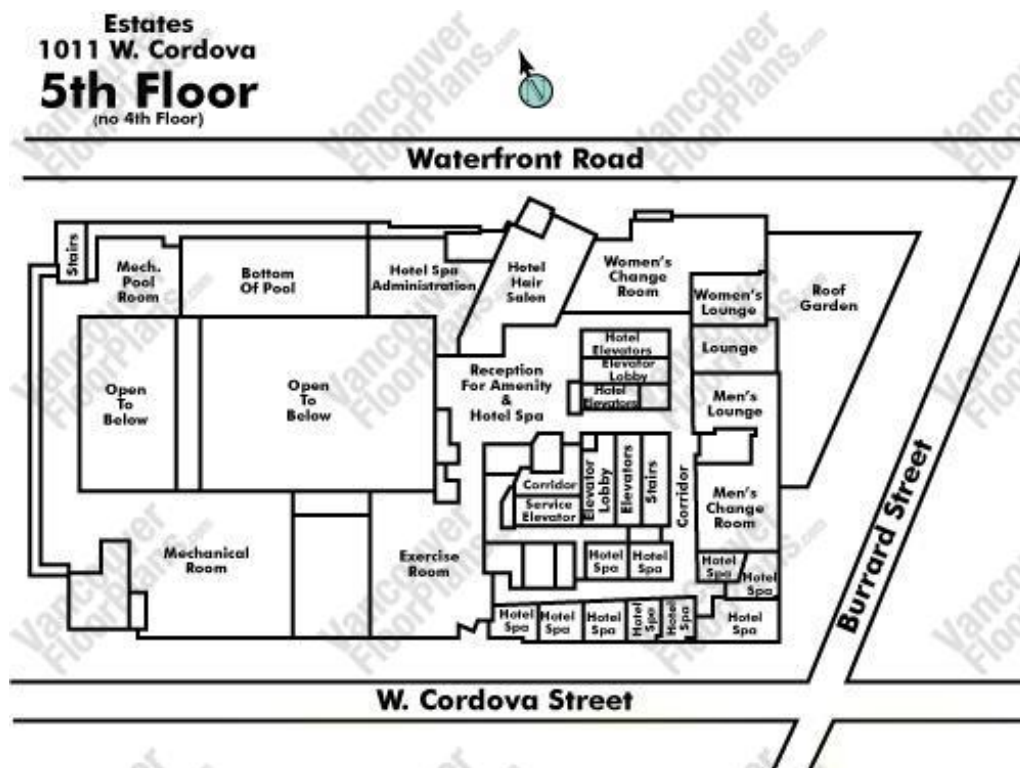 Estates
1011 W. Cordova
5th Floor
(no 4th Floor)
N
Waterfront Road
Stairs
Mech.
Pool
Room
Bottom
Of Pool
Hotel Spa
Administration
Hotel
Hair
Salon
Women's
Change
Room
Women's
Lounge
Roof
Garden
Hotel
Elevators
Elevator
Lobby
Hotel
Elevators
Lounge
Men's
Lounge
Open
To
Below
Open
To
Below
Reception
For Amenity
&
Hotel Spa
Corridor
Service
Elevator
Elevator
Lobby
Elevators
Stairs
Corridor
Men's
Change
Room
Mechanical
Room
Exercise
Room
Hotel
Spa
Hotel
Spa
Hotel
Spa
Hotel
Spa
Hotel
Spa
Hotel
Spa
Hotel
Spa
Hotel
Spa
Hotel
Spa
Hotel
Spa
Burrard Street
W. Cordova Street
Vancouver
FloorPlans.com